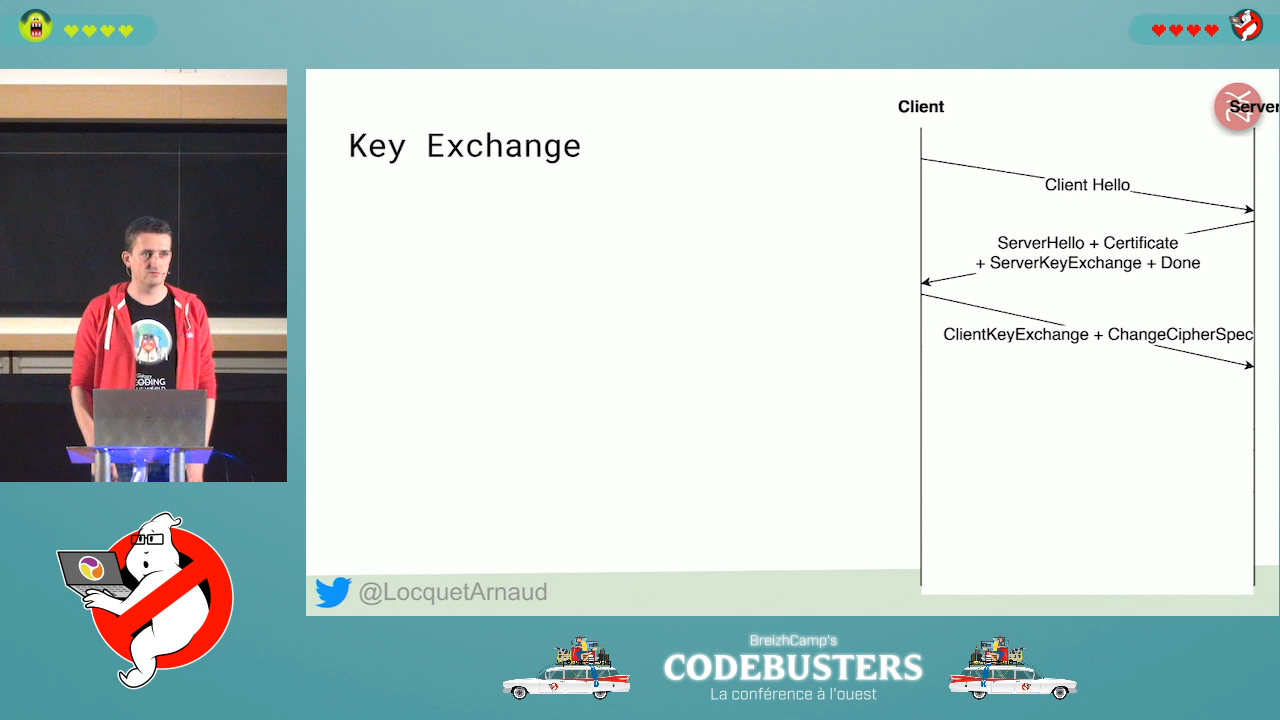 Client
Server
Key Exchange
Client Hello
ServerHello + Certificate
+ ServerKeyExchange + Done
ClientKeyExchange + ChangeCipherSpec
@LocquetArnaud
BreizhCamp's
CODEBUSTERS
La conférence à l'ouest